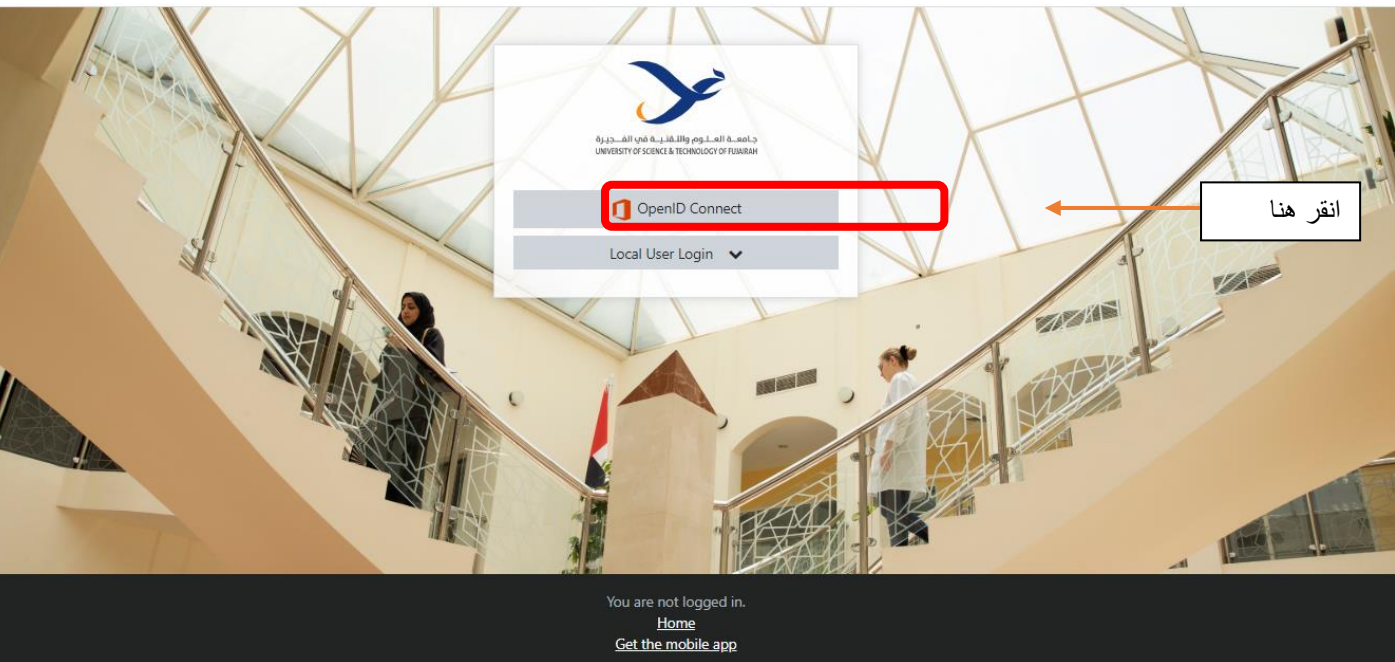 جامعة العلوم والتقنية في الفجيرة
UNIVERSITY OF SCIENCE & TECHNOLOGY OF FUJAIRAH
OpenID Connect
انقر هنا
Local User Login
You are not logged in.
Home
Get the mobile app